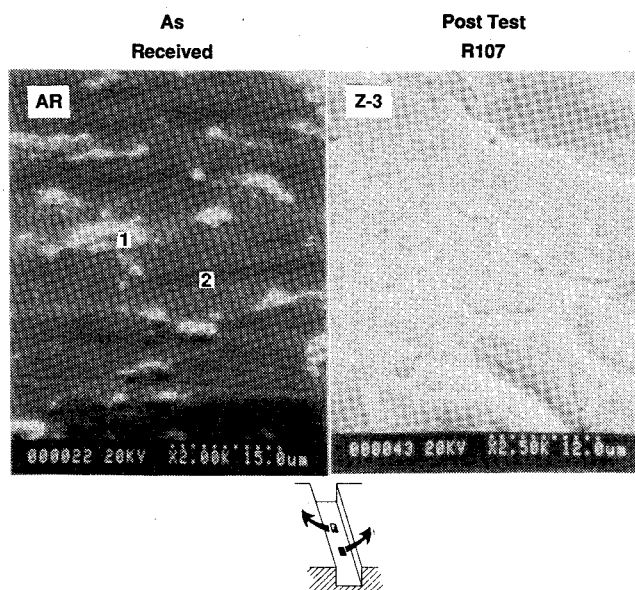 As
Received
Post Test
R107
AR
Z-3
1
2
000022 20KV X2.00K 15.0um
000043 20KV X2.50K 12.0um